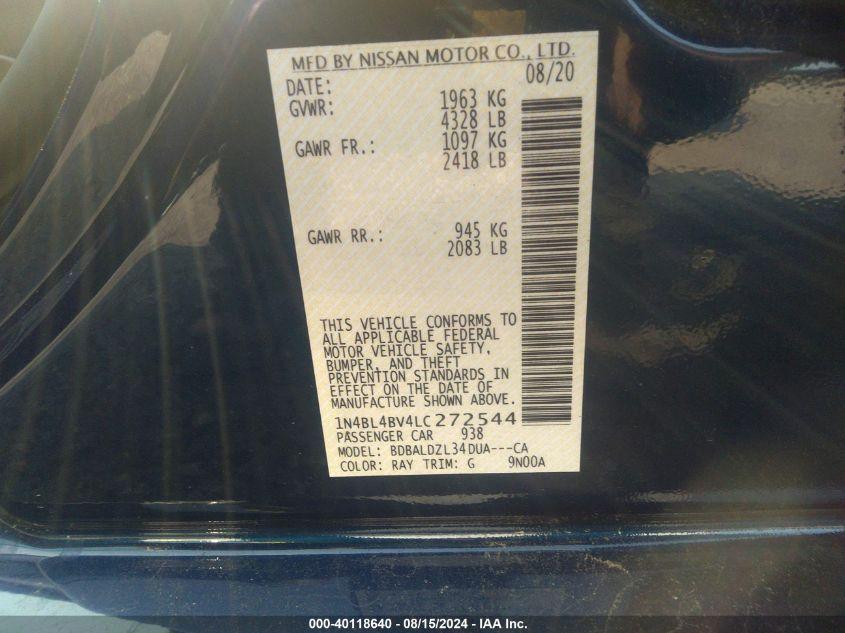 MFD BY NISSAN MOTOR CO., LTD.
DATE: 08/20
GVWR: 1963 KG
4328 LB
GAWR FR.: 1097 KG
2418 LB
GAWR RR.: 945 KG
2083 LB
THIS VEHICLE CONFORMS TO
ALL APPLICABLE FEDERAL
MOTOR VEHICLE SAFETY,
BUMPER, AND THEFT
PREVENTION STANDARDS IN
EFFECT ON THE DATE OF
MANUFACTURE SHOWN ABOVE.
1N4BL4BV4LC272544
PASSENGER CAR 938
MODEL: BDBALDZL34DUA---CA
COLOR: RAY TRIM: G 9N00A
000-40118640 - 08/15/2024 - IAA Inc.